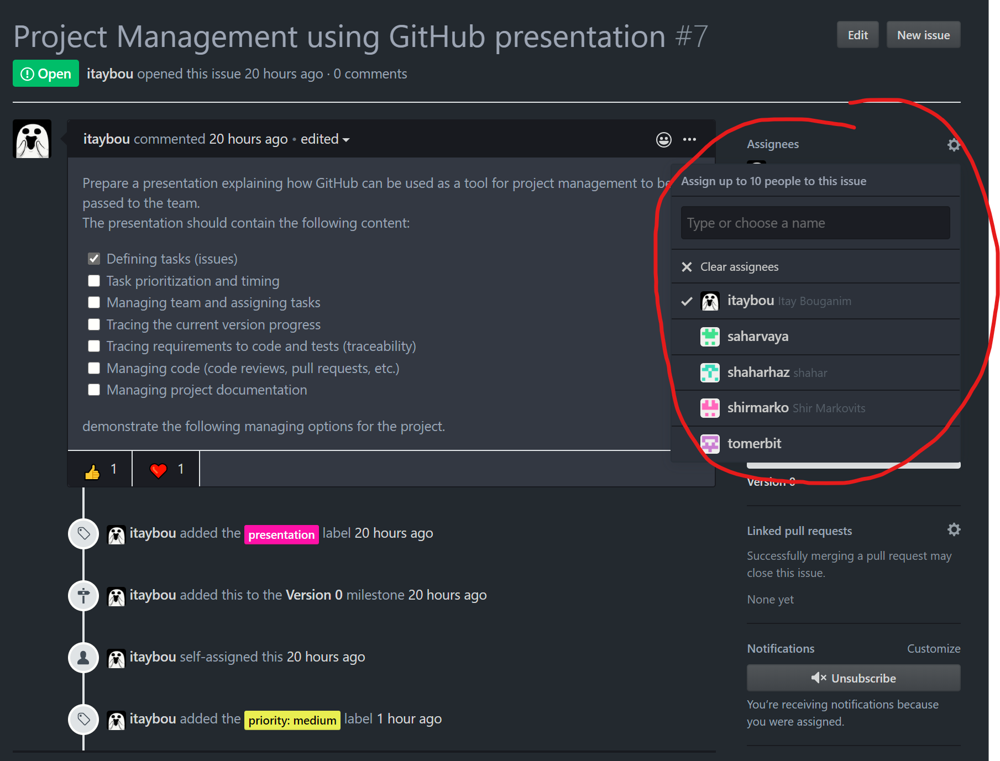 Project Management using GitHub presentation #7
Edit
New issue
Open
itaybou opened this issue 20 hours ago · 0 comments
itaybou commented 20 hours ago • edited
Prepare a presentation explaining how GitHub can be used as a tool for project management to be
passed to the team.
The presentation should contain the following content:
Defining tasks (issues)
Task prioritization and timing
Managing team and assigning tasks
Tracing the current version progress
Tracing requirements to code and tests (traceability)
Managing code (code reviews, pull requests, etc.)
Managing project documentation
demonstrate the following managing options for the project.
1
1
itaybou added the presentation label 20 hours ago
itaybou added this to the Version 0 milestone 20 hours ago
itaybou self-assigned this 20 hours ago
itaybou added the priority: medium label 1 hour ago
Assignees
Assign up to 10 people to this issue
Type or choose a name
Clear assignees
itaybou Itay Bouganim
saharvaya
shaharhaz shahar
shirmarko Shir Markovits
tomerbit
Version 0
Linked pull requests
Successfully merging a pull request may
close this issue.
None yet
Notifications
Customize
Unsubscribe
You're receiving notifications because
you were assigned.